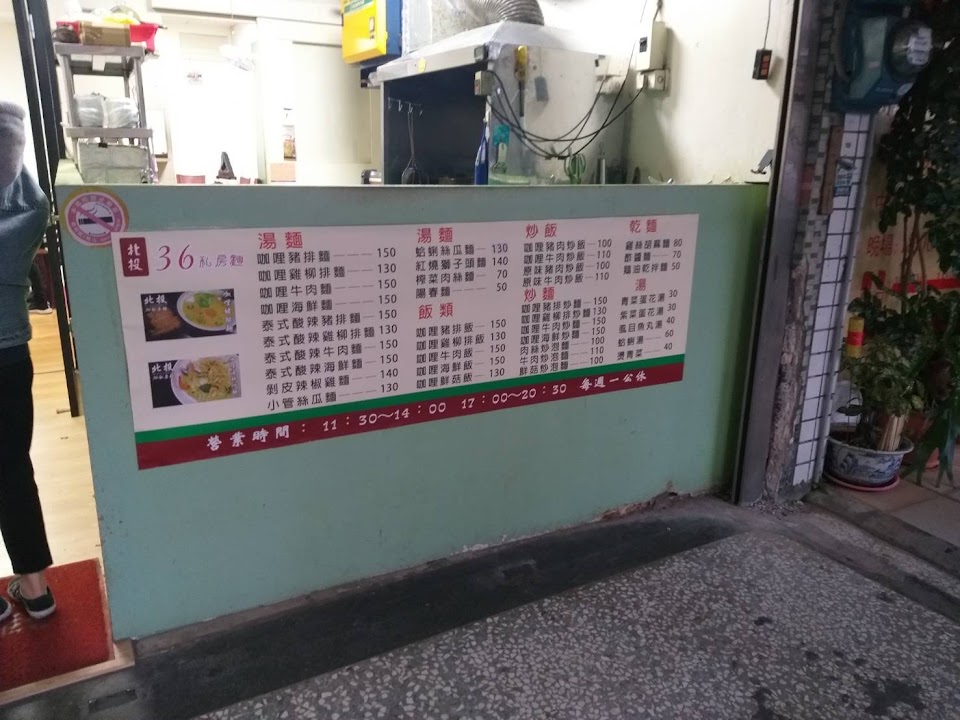 北投 36 私房麵
湯麵
咖哩豬排麵 150
咖哩雞柳排麵 130
咖哩牛肉麵 150
咖哩海鮮麵 130
泰式酸辣豬排麵 150
泰式酸辣雞柳排麵 130
泰式酸辣牛肉麵 150
泰式酸辣海鮮麵 150
剝皮辣椒雞麵 140
小管絲瓜麵 130
湯麵
蛤蜊絲瓜麵 130
紅燒獅子頭麵 140
榨菜肉絲麵 70
陽春麵 50
飯類
咖哩豬排飯 150
咖哩雞柳排飯 130
咖哩牛肉飯 150
咖哩海鮮飯 150
咖哩鮮菇飯 130
炒飯
咖哩豬肉炒飯 100
咖哩牛肉炒飯 110
原味豬肉炒飯 100
原味牛肉炒飯 110
炒麵
咖哩豬排炒麵 150
咖哩雞柳排炒麵 130
咖哩牛肉炒麵 150
咖哩海鮮炒麵 150
肉絲炒泡麵 100
牛肉炒泡麵 110
鮮菇炒泡麵 100
乾麵
雞絲胡麻麵 80
郡醬麵 70
蔥油乾拌麵 50
湯
青菜蛋花湯 30
紫菜蛋花湯 30
虱目魚丸湯 40
蛤蜊湯 60
燙青菜 40
北投
北投
營業時間： 11：30～14：00 17：00～20：30 每週一公休